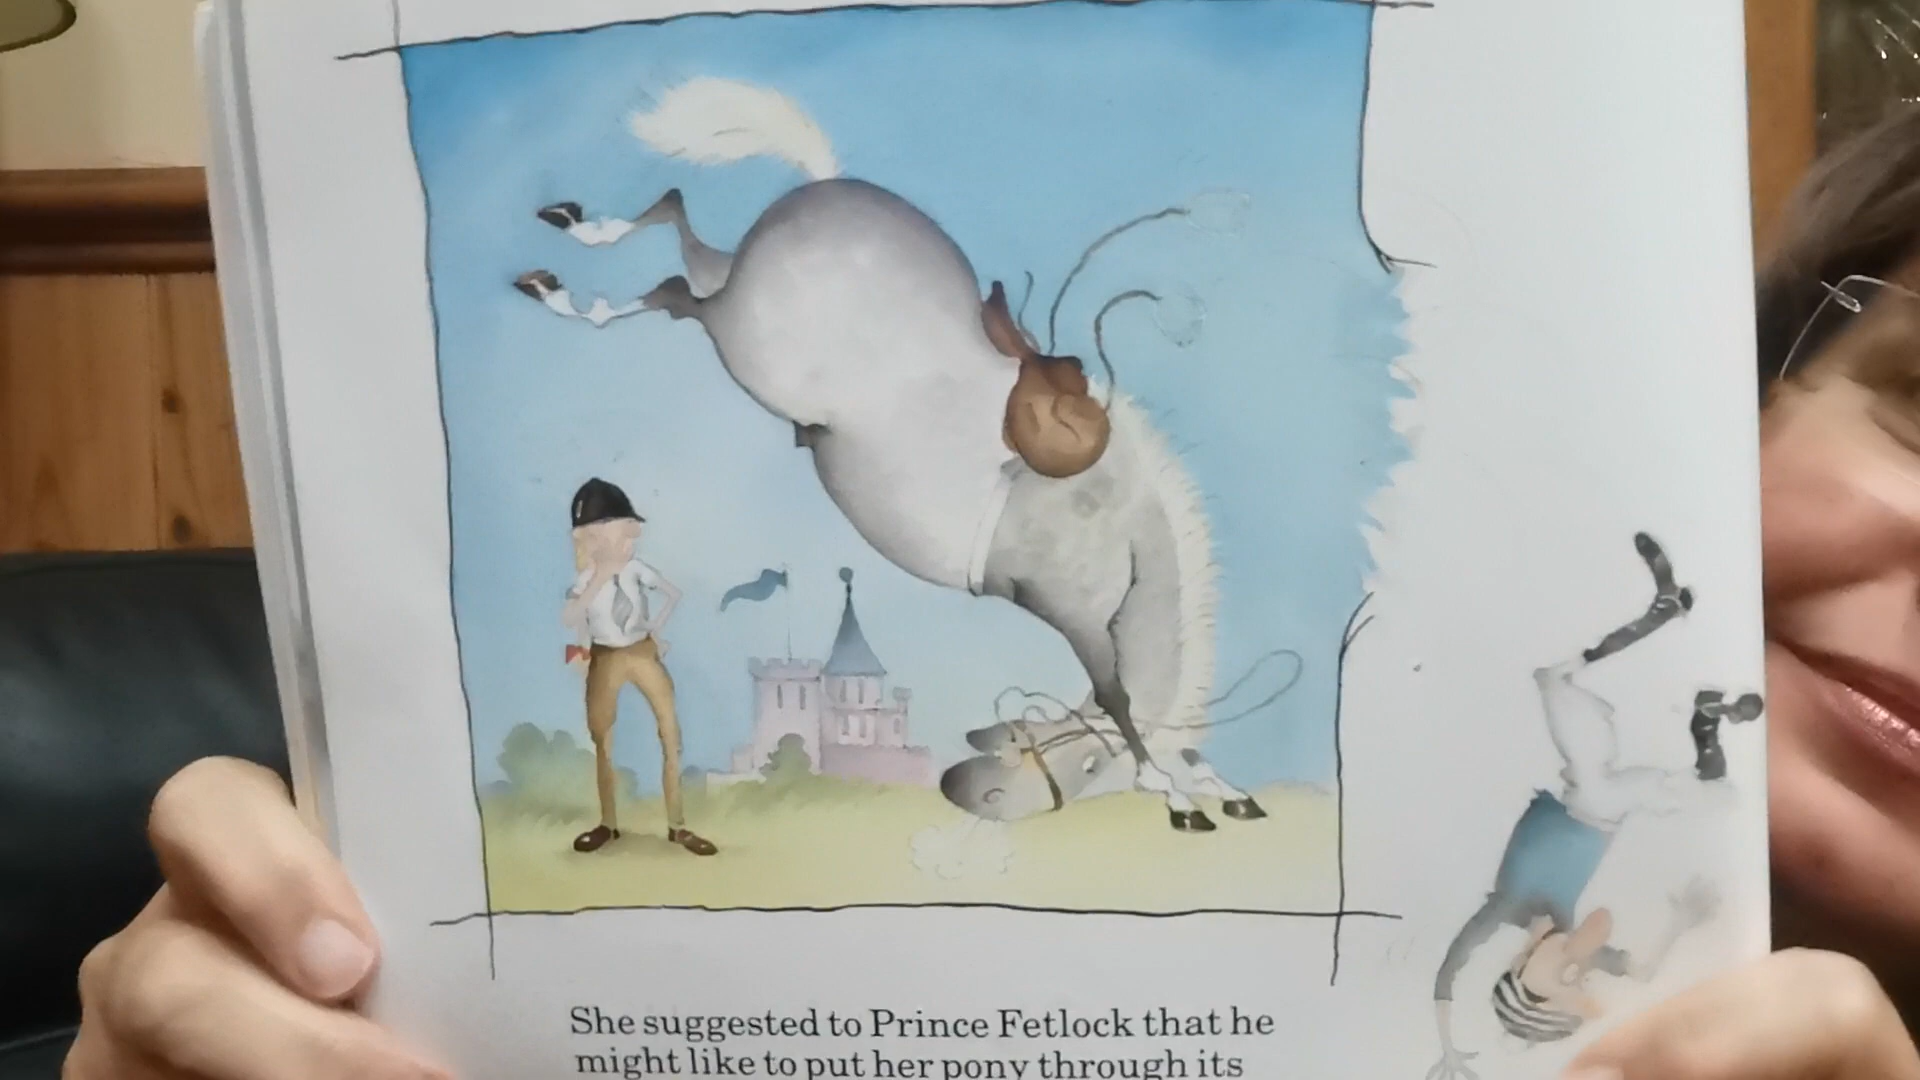 She suggested to Prince Fetlock that he
might like to put her pony through its